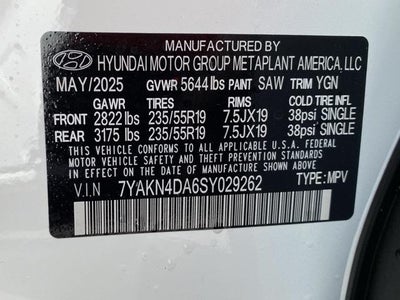 MANUFACTURED BY
HYUNDAI MOTOR GROUP METAPLANT AMERICA, LLC
MAY/2025 GVWR 5644 lbs PAINT SAW TRIM YGN
GAWR TIRES RIMS COLD TIRE INF.
FRONT 2822 lbs 235/55R19 7.5JX19 38psi SINGLE
REAR 3175 lbs 235/55R19 7.5JX19 38psi SINGLE
THIS VEHICLE CONFORMS TO ALL APPLICABLE U.S. FEDERAL
MOTOR VEHICLE SAFETY, BUMPER, AND THEFT PREVENTION
STANDARDS IN EFFECT ON THE DATE OF MANUFACTURE SHOWN ABOVE.
V.I.N 7YAKN4DA6SY029262 TYPE: MPV